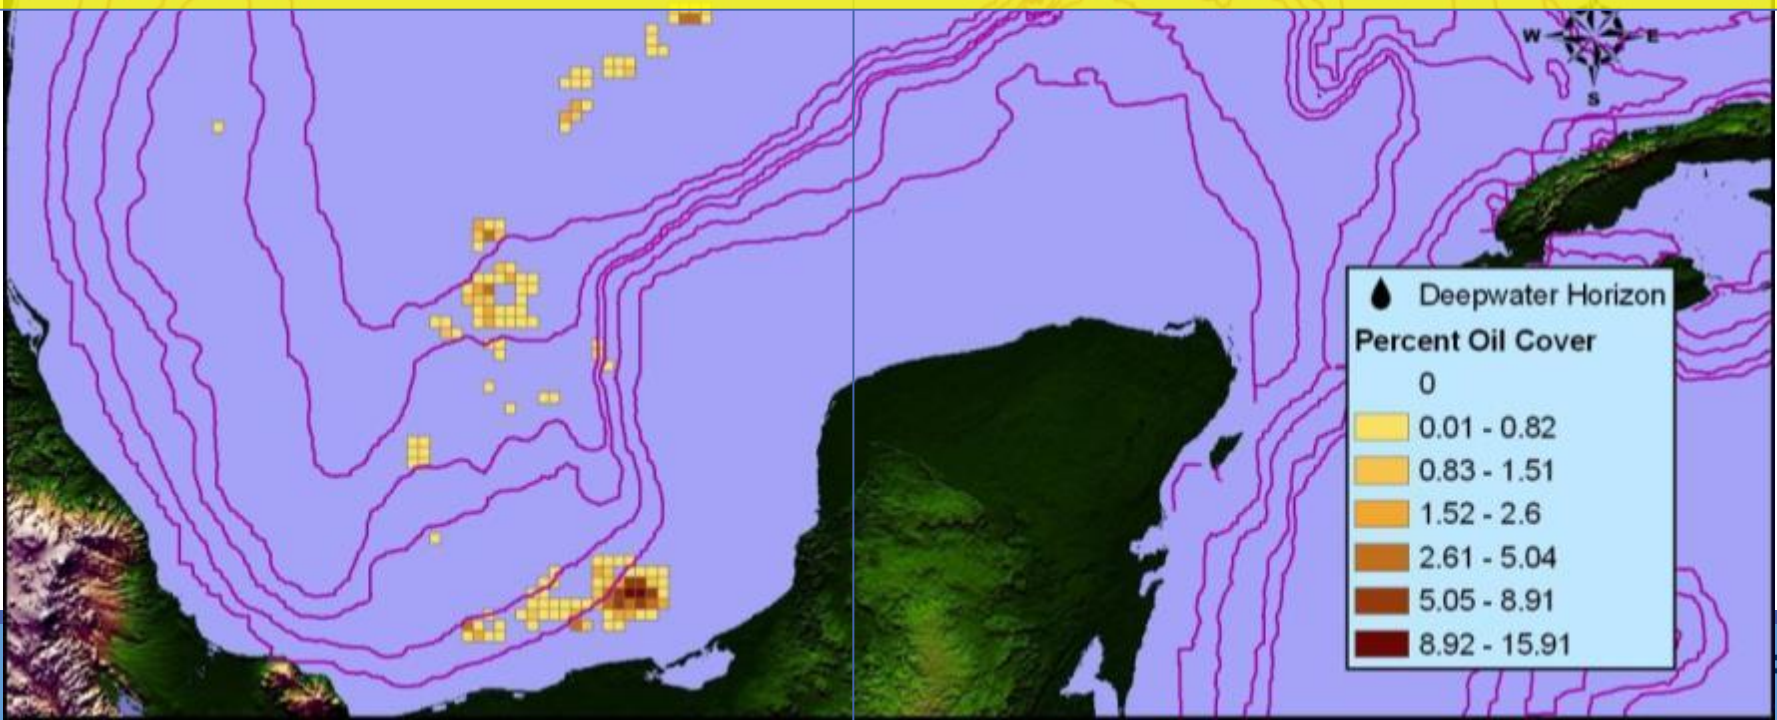 W E
S
Deepwater Horizon
Percent Oil Cover
0
0.01 - 0.82
0.83 - 1.51
1.52 - 2.6
2.61 - 5.04
5.05 - 8.91
8.92 - 15.91